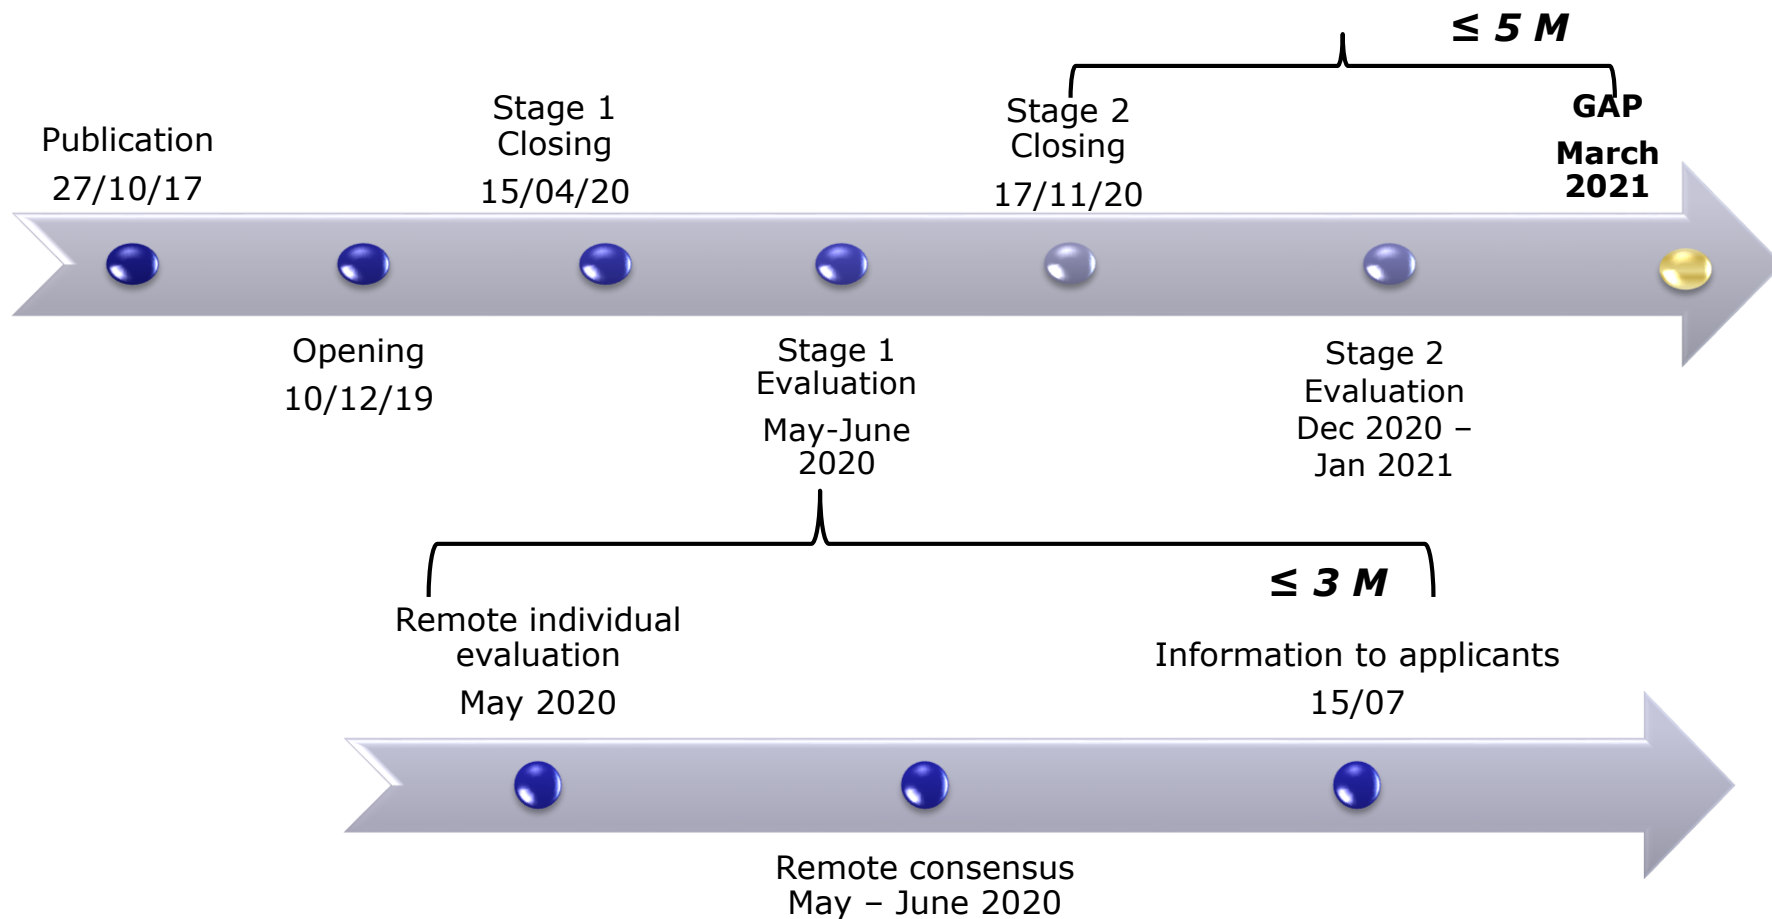 ≤ 5 M
Publication
27/10/17
Stage 1
Closing
15/04/20
Stage 2
Closing
17/11/20
GAP
March
2021
Opening
10/12/19
Stage 1
Evaluation
May-June
2020
Stage 2
Evaluation
Dec 2020 –
Jan 2021
≤ 3 M
Remote individual
evaluation
May 2020
Information to applicants
15/07
Remote consensus
May – June 2020